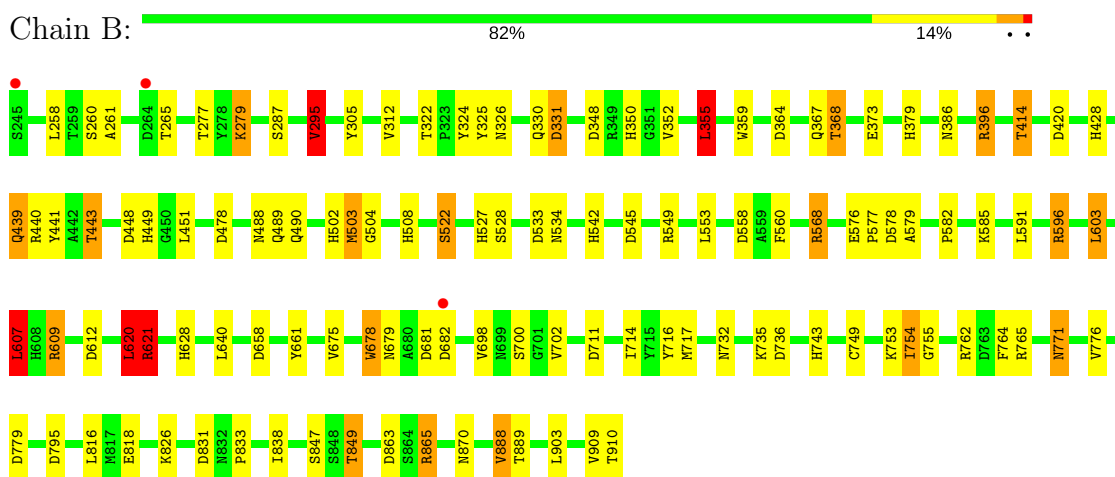 Chain B:
82% 14% • •
S245 L258 T259 S260 A261 D264 T265 T277 Y278 K279 S287 V295 Y305 V312 T322 P323 Y324 Y325 N326 Q330 D331 D348 R349 H350 G351 V352 L355 W359 D364 Q367 T368 E373 H379 N386 R396 T414 D420 H428
Q439 R440 Y441 A442 T443 D448 H449 G450 L451 D478 N488 Q489 Q490 H502 M503 G504 H508 S522 H527 S528 D533 N534 H542 D545 R549 L553 D558 A559 F560 R568 E576 P577 D578 A579 P582 K585 L591 R596 L603
L607 H608 R609 D612 L620 R621 H628 L640 D658 Y661 V675 W678 N679 A680 D681 D682 V698 N699 S700 G701 V702 D711 I714 Y715 Y716 M717 N732 K735 D736 H743 C749 K753 I754 G755 R762 D763 F764 R765 N771 V776
D779 D795 L816 M817 E818 K826 D831 N832 P833 I838 S847 S848 T849 D863 S864 R865 N870 V888 T889 L903 V909 T910